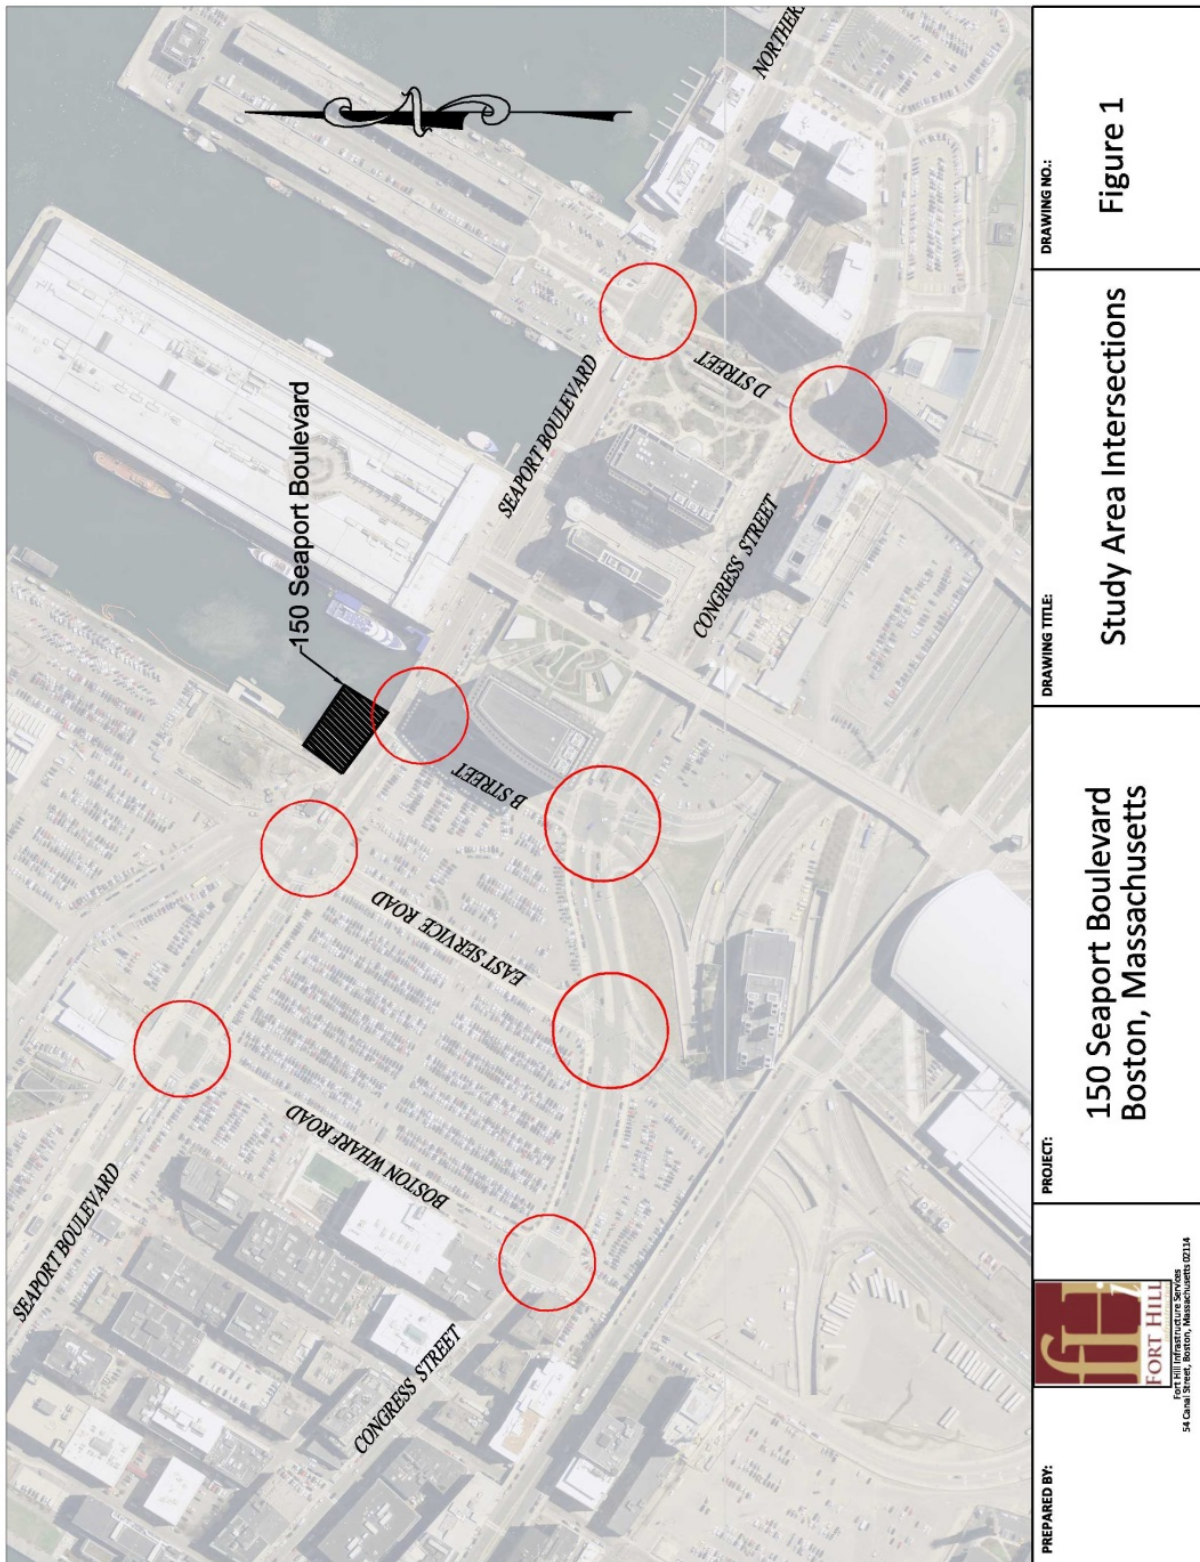 150 Seaport Boulevard
SEAPORT BOULEVARD
BOSTON WHARF ROAD
CONGRESS STREET
EAST SERVICE ROAD
B STREET
SEAPORT BOULEVARD
CONGRESS STREET
D STREET
PREPARED BY:
FORT HILL
Fort Hill Infrastructure Services
54 Canal Street, Boston, Massachusetts 02114
PROJECT:
150 Seaport Boulevard
Boston, Massachusetts
DRAWING TITLE:
Study Area Intersections
DRAWING NO.:
Figure 1